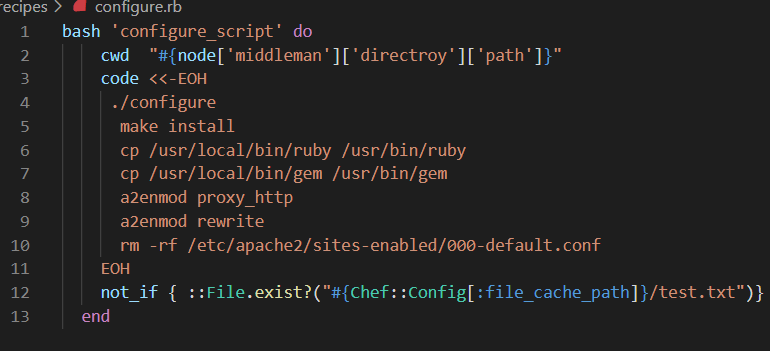 recipes > configure.rb
1 bash 'configure_script' do
2 cwd "#{node['middleman']['directroy']['path']}"
3 code <<-EOH
4 ./configure
5 make install
6 cp /usr/local/bin/ruby /usr/bin/ruby
7 cp /usr/local/bin/gem /usr/bin/gem
8 a2enmod proxy_http
9 a2enmod rewrite
10 rm -rf /etc/apache2/sites-enabled/000-default.conf
11 EOH
12 not_if { ::File.exist?("#{Chef::Config[:file_cache_path]}/test.txt")}
13 end